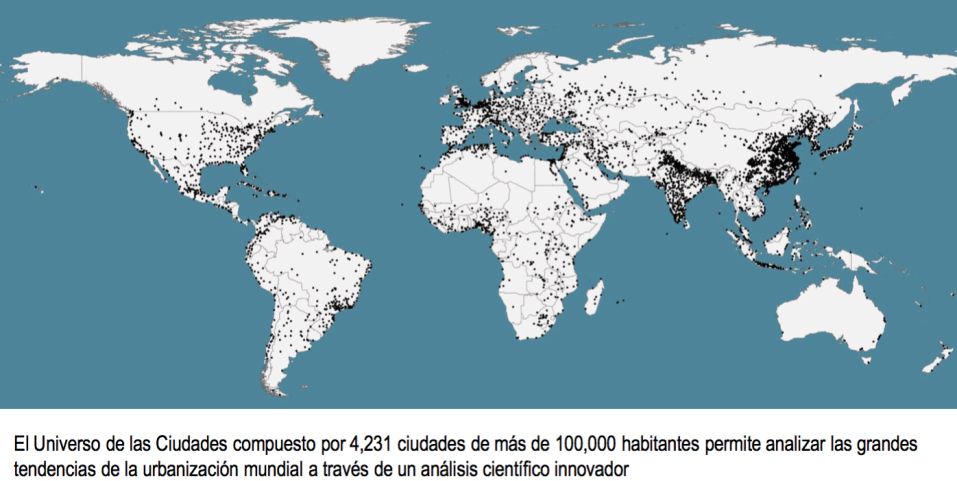 El Universo de las Ciudades compuesto por 4,231 ciudades de más de 100,000 habitantes permite analizar las grandes
tendencias de la urbanización mundial a través de un análisis científico innovador